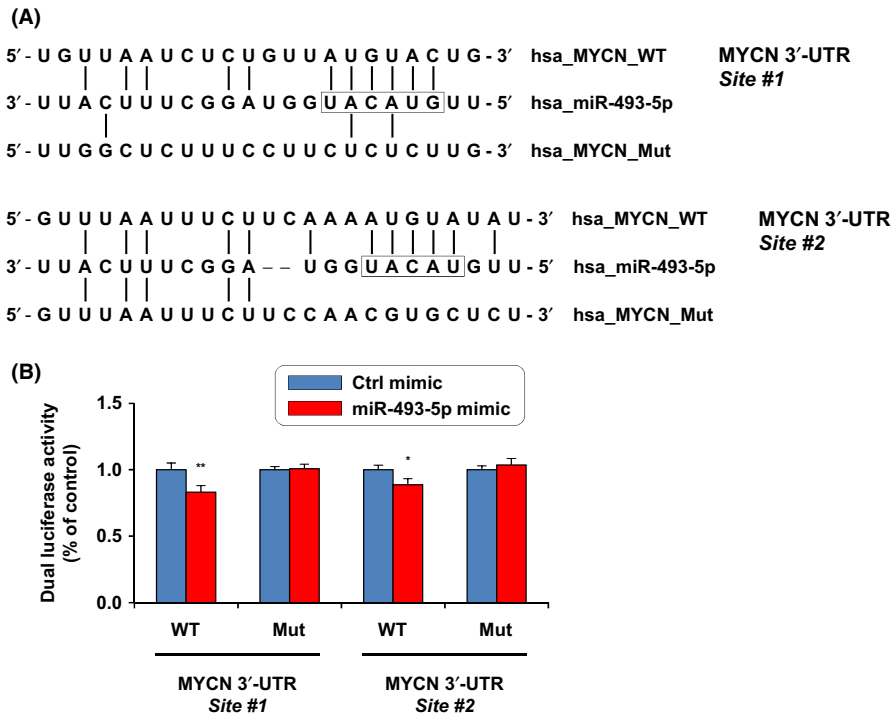 (A)
5′ - U G U U A A U C U C U G U U A U G U A C U G - 3′ hsa_MYCN_WT MYCN 3′-UTR
3′ - U U A C U U U C G G A U G G U A C A U G U U - 5′ hsa_miR-493-5p Site #1
5′ - U U G G C U C U U U C C U U C U C U C U U G - 3′ hsa_MYCN_Mut
5′ - G U U U A A U U U C U U C A A A A U G U A U A U - 3′ hsa_MYCN_WT MYCN 3′-UTR
3′ - U U A C U U U C G G A – – U G G U A C A U G U U - 5′ hsa_miR-493-5p Site #2
5′ - G U U U A A U U U C U U C C A A C G U G C U C U - 3′ hsa_MYCN_Mut
(B)
Ctrl mimic
miR-493-5p mimic
Dual luciferase activity
(% of control)
1.5
1.0
0.5
0.0
** *
WT Mut WT Mut
MYCN 3′-UTR MYCN 3′-UTR
Site #1 Site #2